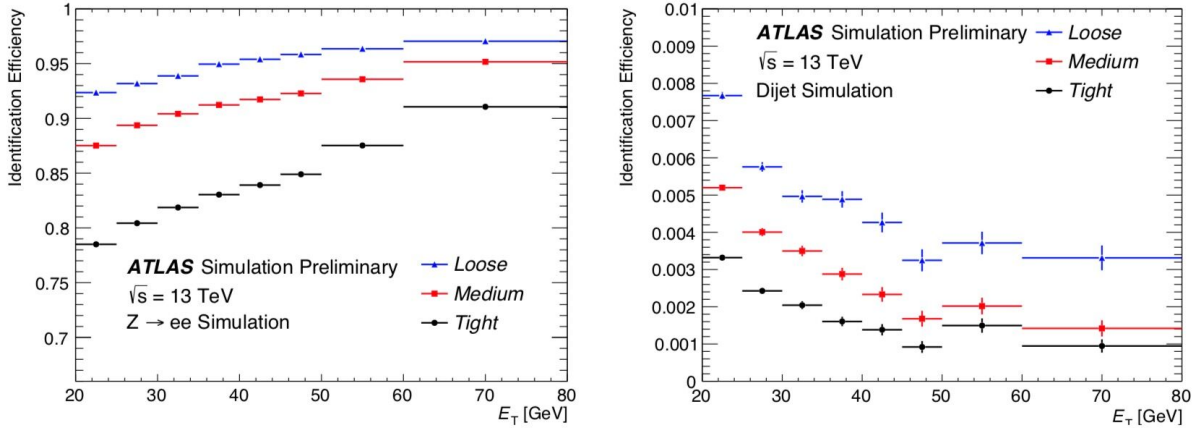 Identification Efficiency
1
0.95
0.9
0.85
0.8
0.75
0.7
ATLAS Simulation Preliminary
√s = 13 TeV
Z → ee Simulation
Loose
Medium
Tight
20 30 40 50 60 70 80
E_T [GeV]
Identification Efficiency
0.01
0.009
0.008
0.007
0.006
0.005
0.004
0.003
0.002
0.001
0
ATLAS Simulation Preliminary
√s = 13 TeV
Dijet Simulation
Loose
Medium
Tight
20 30 40 50 60 70 80
E_T [GeV]